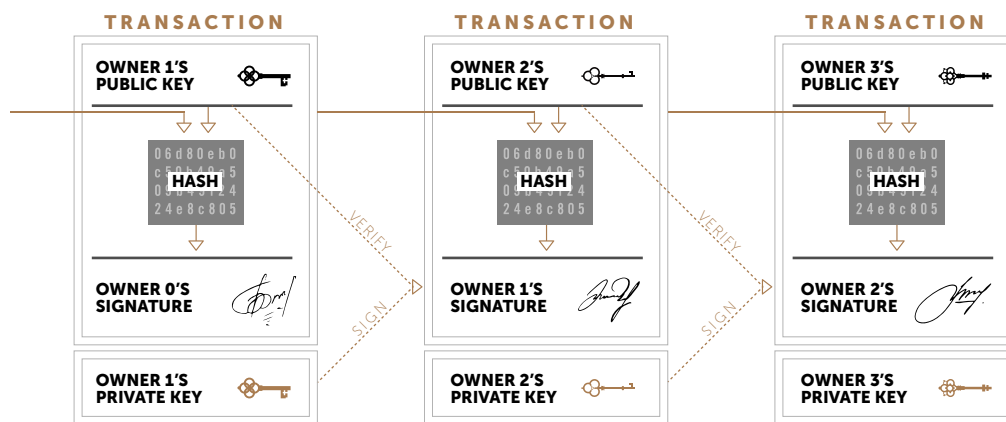 TRANSACTION
OWNER 1'S
PUBLIC KEY
06d80eb0
HASH
24e8c805
OWNER 0'S
SIGNATURE
OWNER 1'S
PRIVATE KEY
VERIFY
SIGN
TRANSACTION
OWNER 2'S
PUBLIC KEY
06d80eb0
HASH
24e8c805
OWNER 1'S
SIGNATURE
OWNER 2'S
PRIVATE KEY
VERIFY
SIGN
TRANSACTION
OWNER 3'S
PUBLIC KEY
06d80eb0
HASH
24e8c805
OWNER 2'S
SIGNATURE
OWNER 3'S
PRIVATE KEY